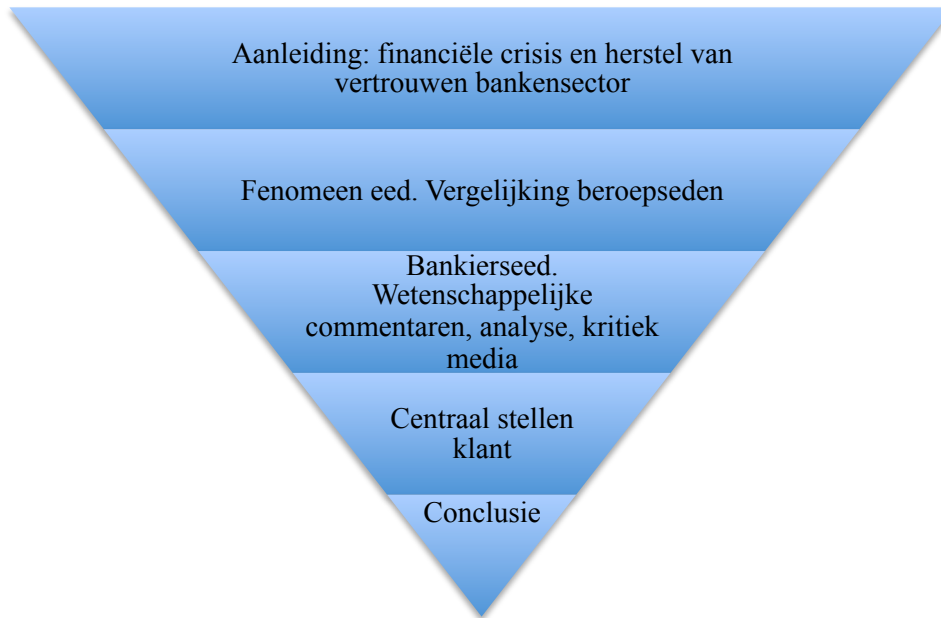 Aanleiding: financiële crisis en herstel van
vertrouwen bankensector
Fenomeen eed. Vergelijking beroepseden
Bankierseed.
Wetenschappelijke
commentaren, analyse, kritiek
media
Centraal stellen
klant
Conclusie